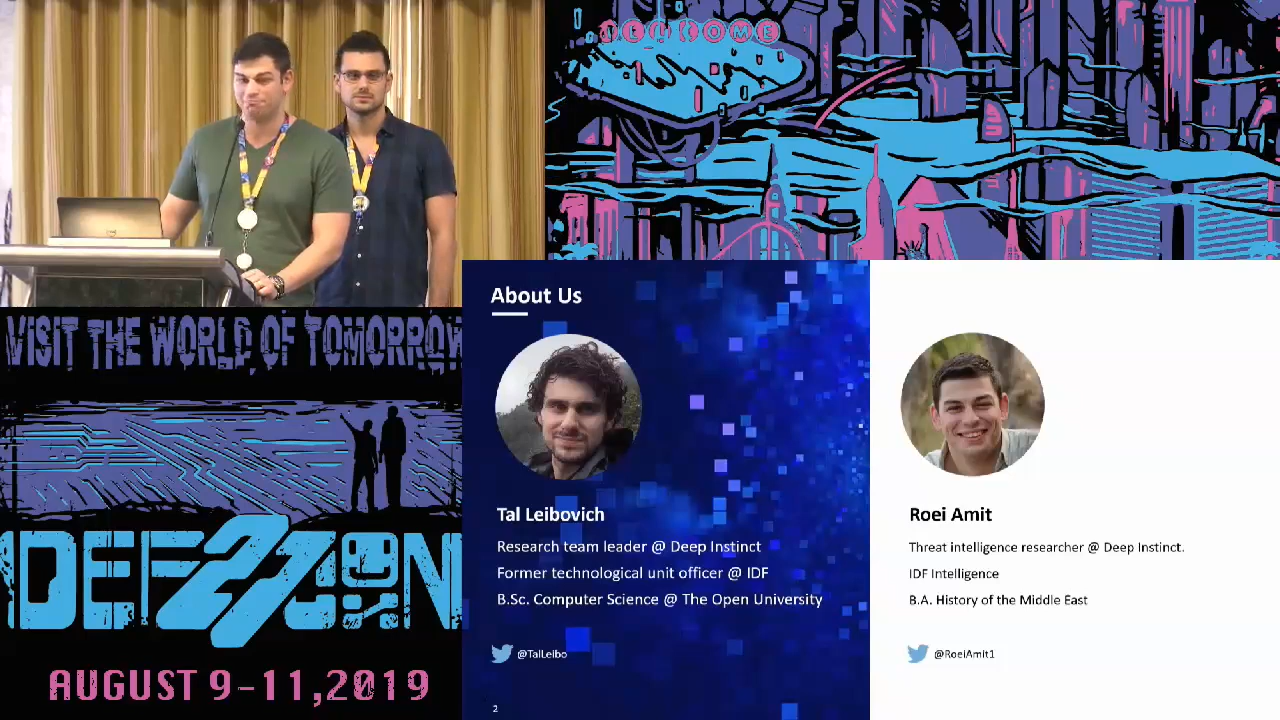 WELCOME
VISIT THE WORLD OF TOMORROW
DEF CON
AUGUST 9-11,2019
About Us
Tal Leibovich
Research team leader @ Deep Instinct
Former technological unit officer @ IDF
B.Sc. Computer Science @ The Open University
@TalLeibo
2
Roei Amit
Threat intelligence researcher @ Deep Instinct.
IDF Intelligence
B.A. History of the Middle East
@RoeiAmit1